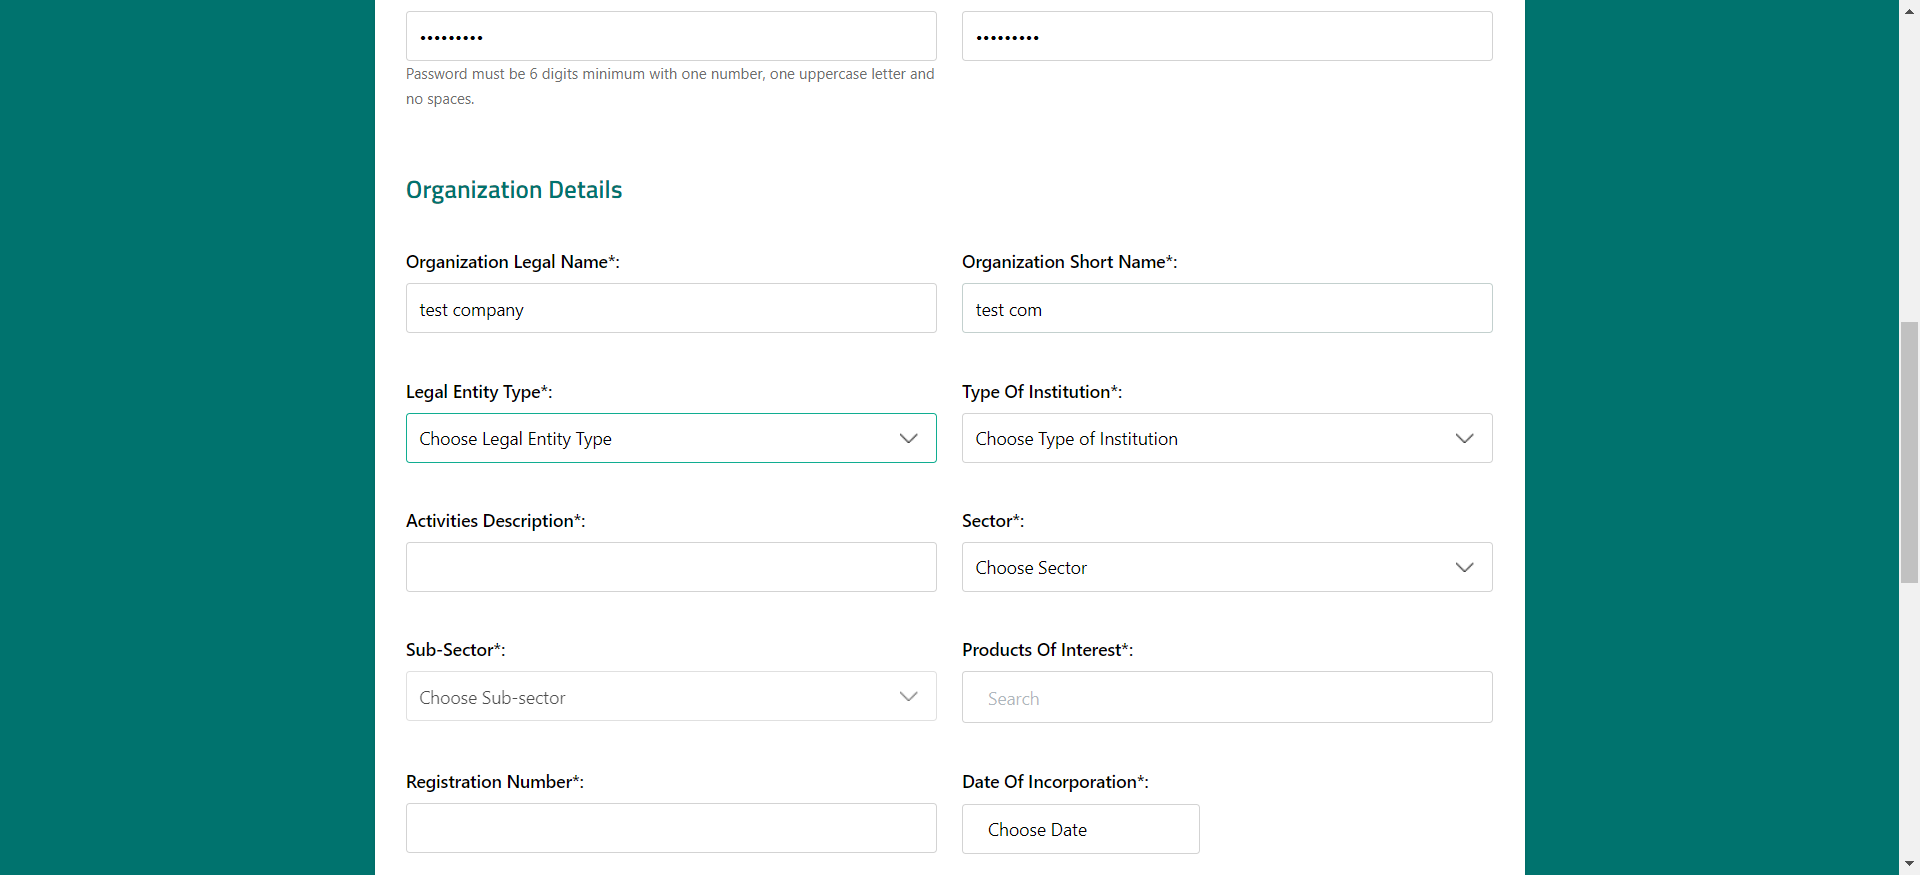 ••••••••• •••••••••
Password must be 6 digits minimum with one number, one uppercase letter and
no spaces.
Organization Details
Organization Legal Name*: Organization Short Name*:
test company test com
Legal Entity Type*: Type Of Institution*:
Choose Legal Entity Type Choose Type of Institution
Activities Description*: Sector*:
Choose Sector
Sub-Sector*: Products Of Interest*:
Choose Sub-sector Search
Registration Number*: Date Of Incorporation*:
Choose Date